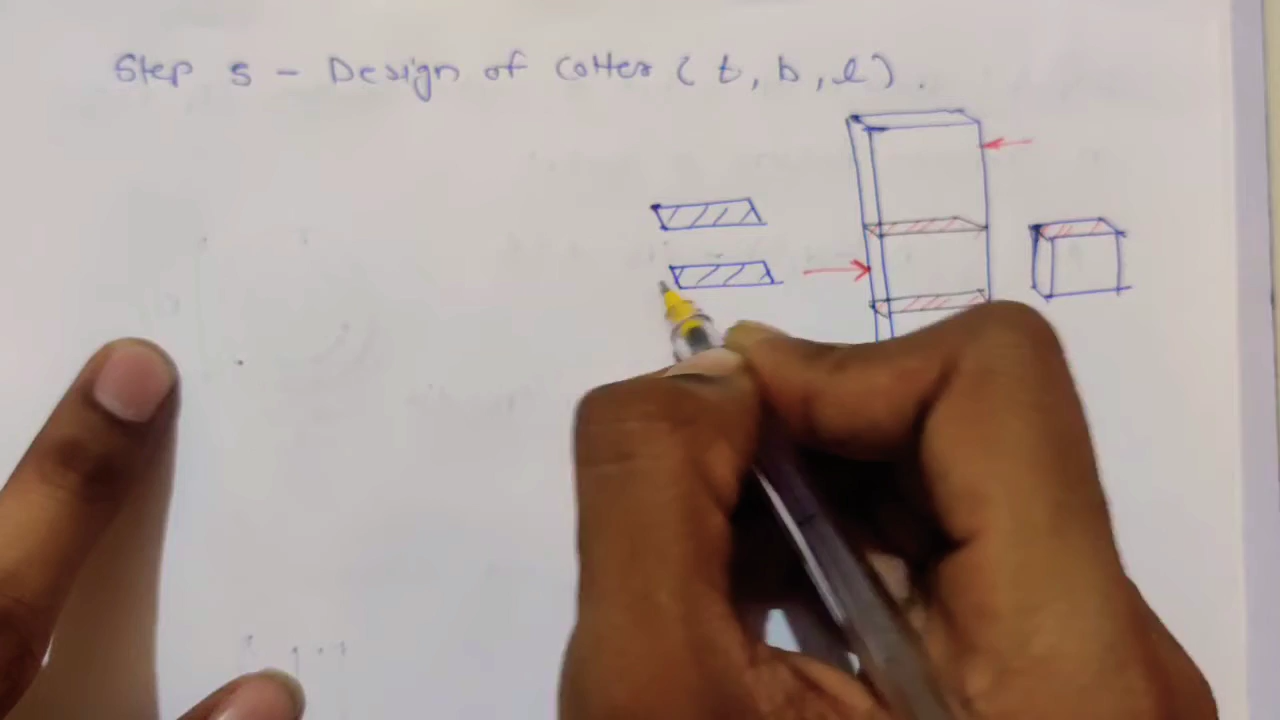 Step 5 - Design of Cotter (t, b, l).